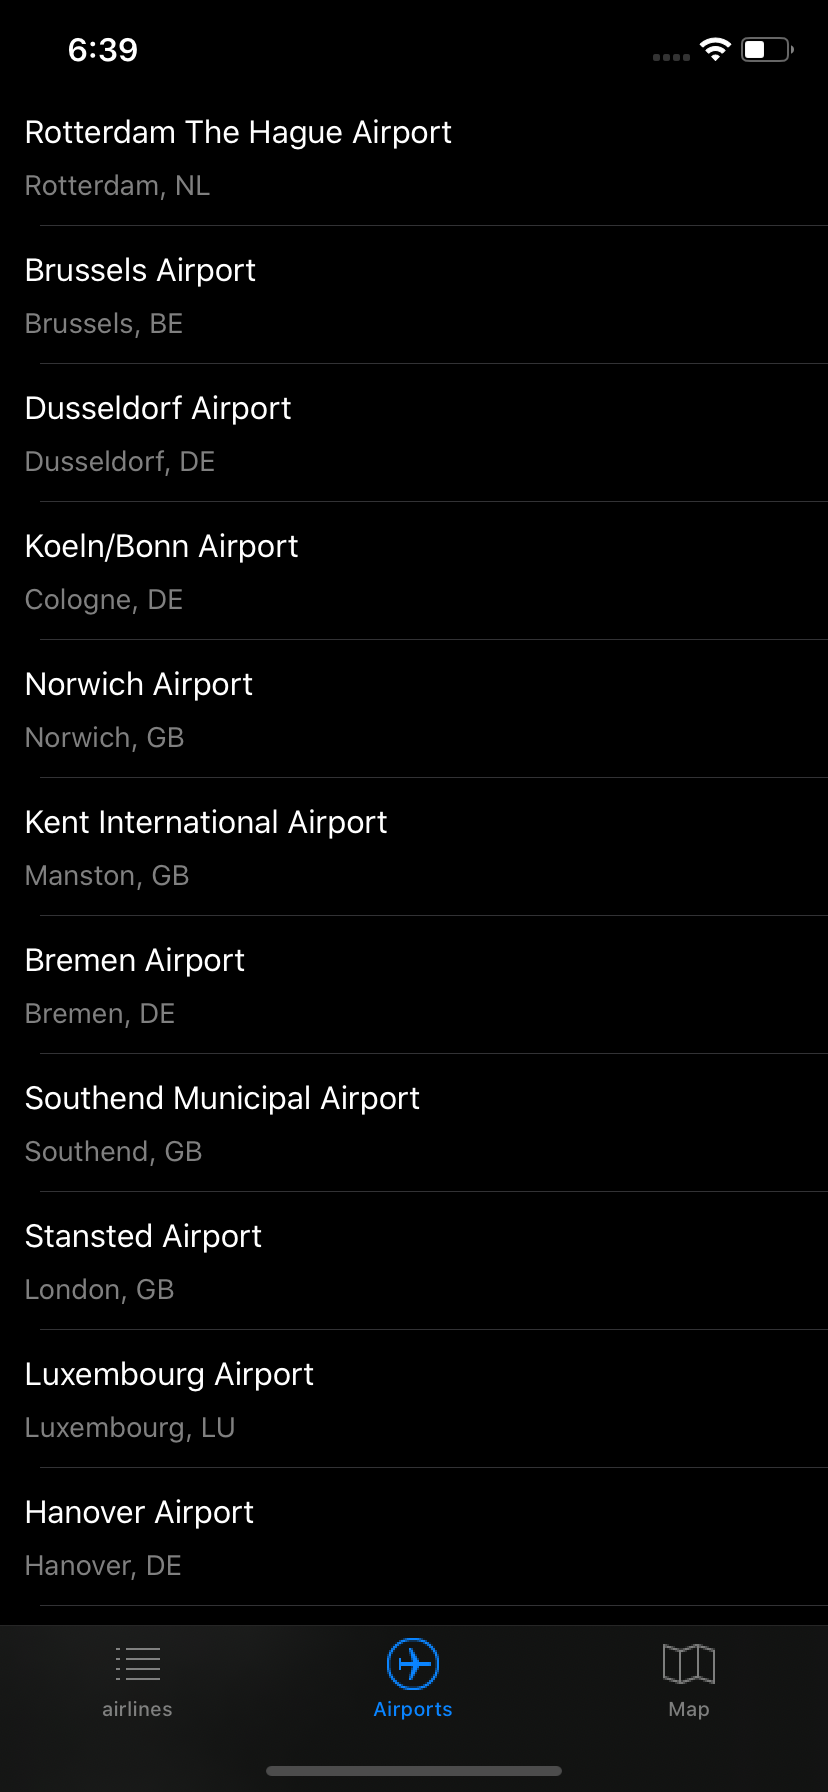 6:39
Rotterdam The Hague Airport
Rotterdam, NL
Brussels Airport
Brussels, BE
Dusseldorf Airport
Dusseldorf, DE
Koeln/Bonn Airport
Cologne, DE
Norwich Airport
Norwich, GB
Kent International Airport
Manston, GB
Bremen Airport
Bremen, DE
Southend Municipal Airport
Southend, GB
Stansted Airport
London, GB
Luxembourg Airport
Luxembourg, LU
Hanover Airport
Hanover, DE
airlines
Airports
Map